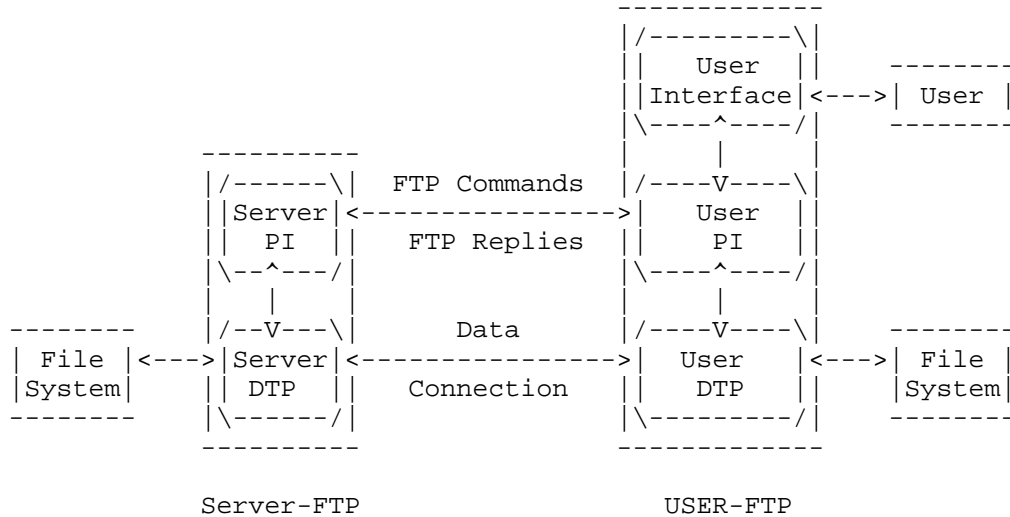 User
Interface
User
FTP Commands
Server
PI
User
PI
FTP Replies
Data
File
System
Server
DTP
User
DTP
File
System
Connection
Server-FTP
USER-FTP